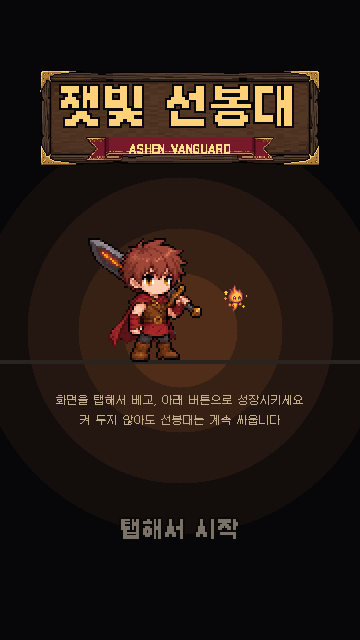 잿빛 선봉대
ASHEN VANGUARD
화면을 탭해서 베고, 아래 버튼으로 성장시키세요
켜 두지 않아도 선봉대는 계속 싸웁니다
탭해서 시작